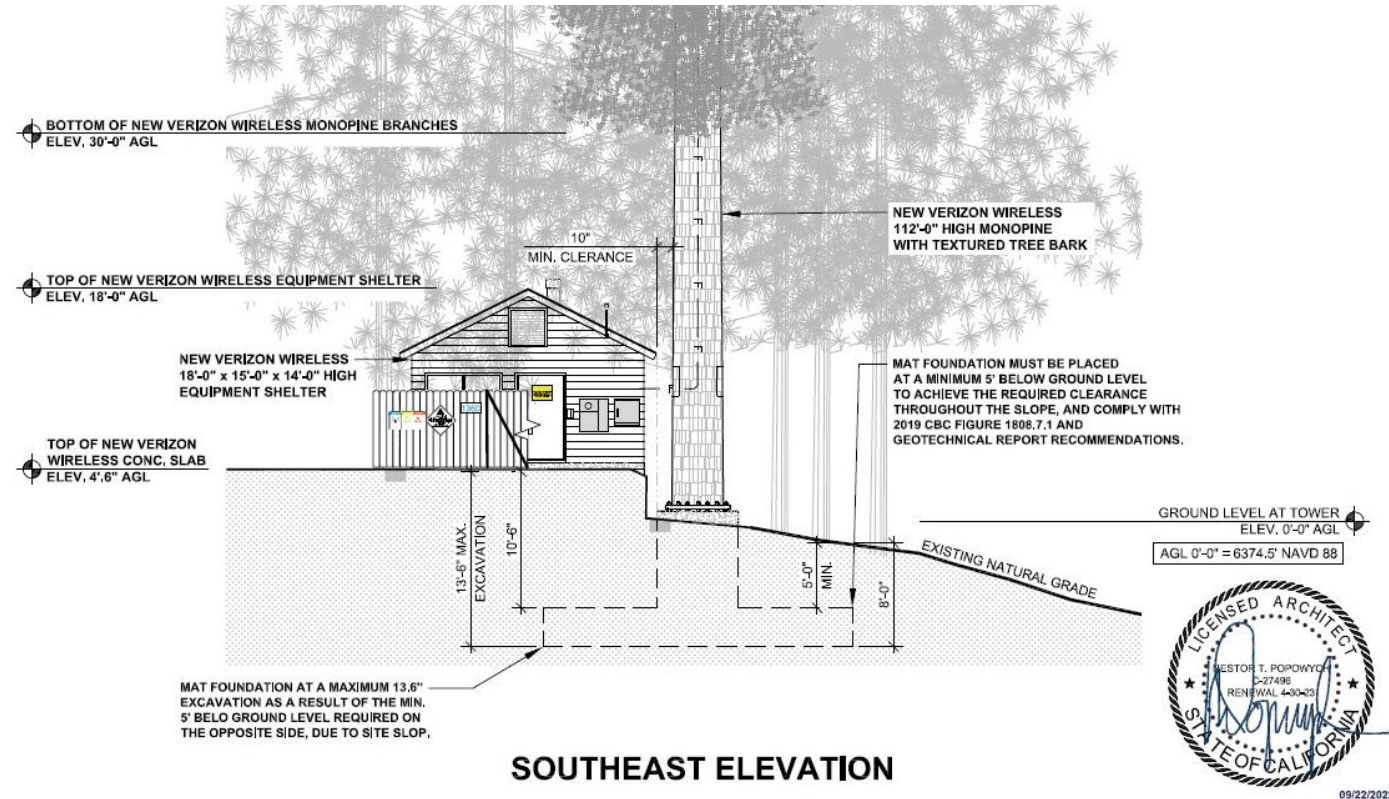 BOTTOM OF NEW VERIZON WIRELESS MONOPINE BRANCHES
ELEV. 30'-0" AGL
NEW VERIZON WIRELESS
112'-0" HIGH MONOPINE
WITH TEXTURED TREE BARK
10"
MIN. CLERANCE
TOP OF NEW VERIZON WIRELESS EQUIPMENT SHELTER
ELEV. 18'-0" AGL
NEW VERIZON WIRELESS
18'-0" x 15'-0" x 14'-0" HIGH
EQUIPMENT SHELTER
MAT FOUNDATION MUST BE PLACED
AT A MINIMUM 5' BELOW GROUND LEVEL
TO ACHIEVE THE REQUIRED CLEARANCE
THROUGHOUT THE SLOPE, AND COMPLY WITH
2019 CBC FIGURE 1808.7.1 AND
GEOTECHNICAL REPORT RECOMMENDATIONS.
TOP OF NEW VERIZON
WIRELESS CONC. SLAB
ELEV. 4'.6" AGL
GROUND LEVEL AT TOWER
ELEV. 0'-0" AGL
AGL 0'-0" = 6374.5' NAVD 88
13'-6" MAX.
EXCAVATION
10'-6"
5'-0"
MIN.
8'-0"
EXISTING NATURAL GRADE
MAT FOUNDATION AT A MAXIMUM 13.6"
EXCAVATION AS A RESULT OF THE MIN.
5' BELO GROUND LEVEL REQUIRED ON
THE OPPOSITE SIDE, DUE TO SITE SLOP.
LICENSED ARCHITECT
NESTOR T. POPOWYCH
C-27496
RENEWAL 4-30-23
STATE OF CALIFORNIA
SOUTHEAST ELEVATION